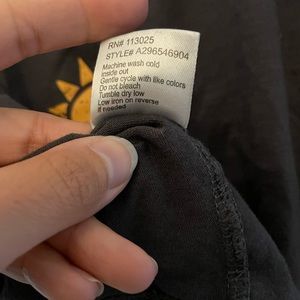 RN# 113025
STYLE# A296546904
Machine wash cold
inside out
Gentle cycle with like colors
Do not bleach
Tumble dry low
Low iron on reverse
if needed